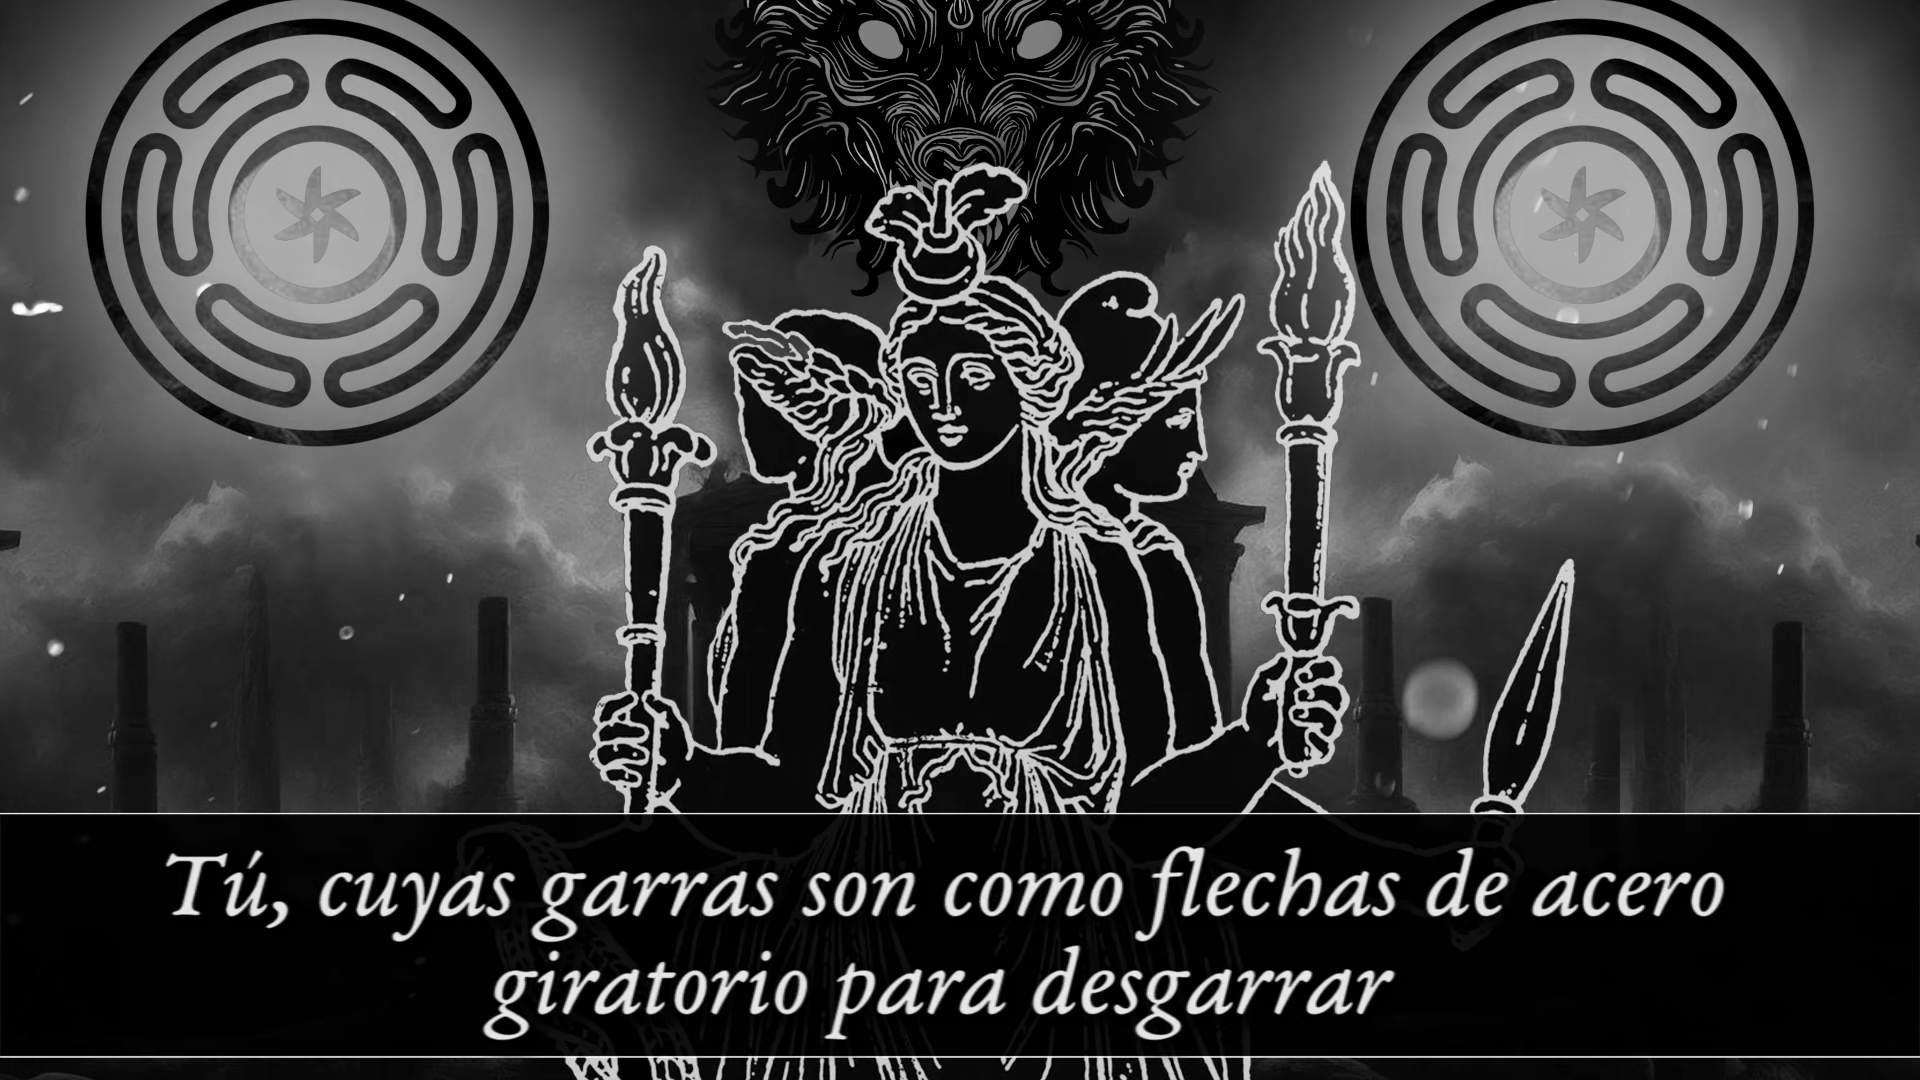 Tú, cuyas garras son como flechas de acero
giratorio para desgarrar